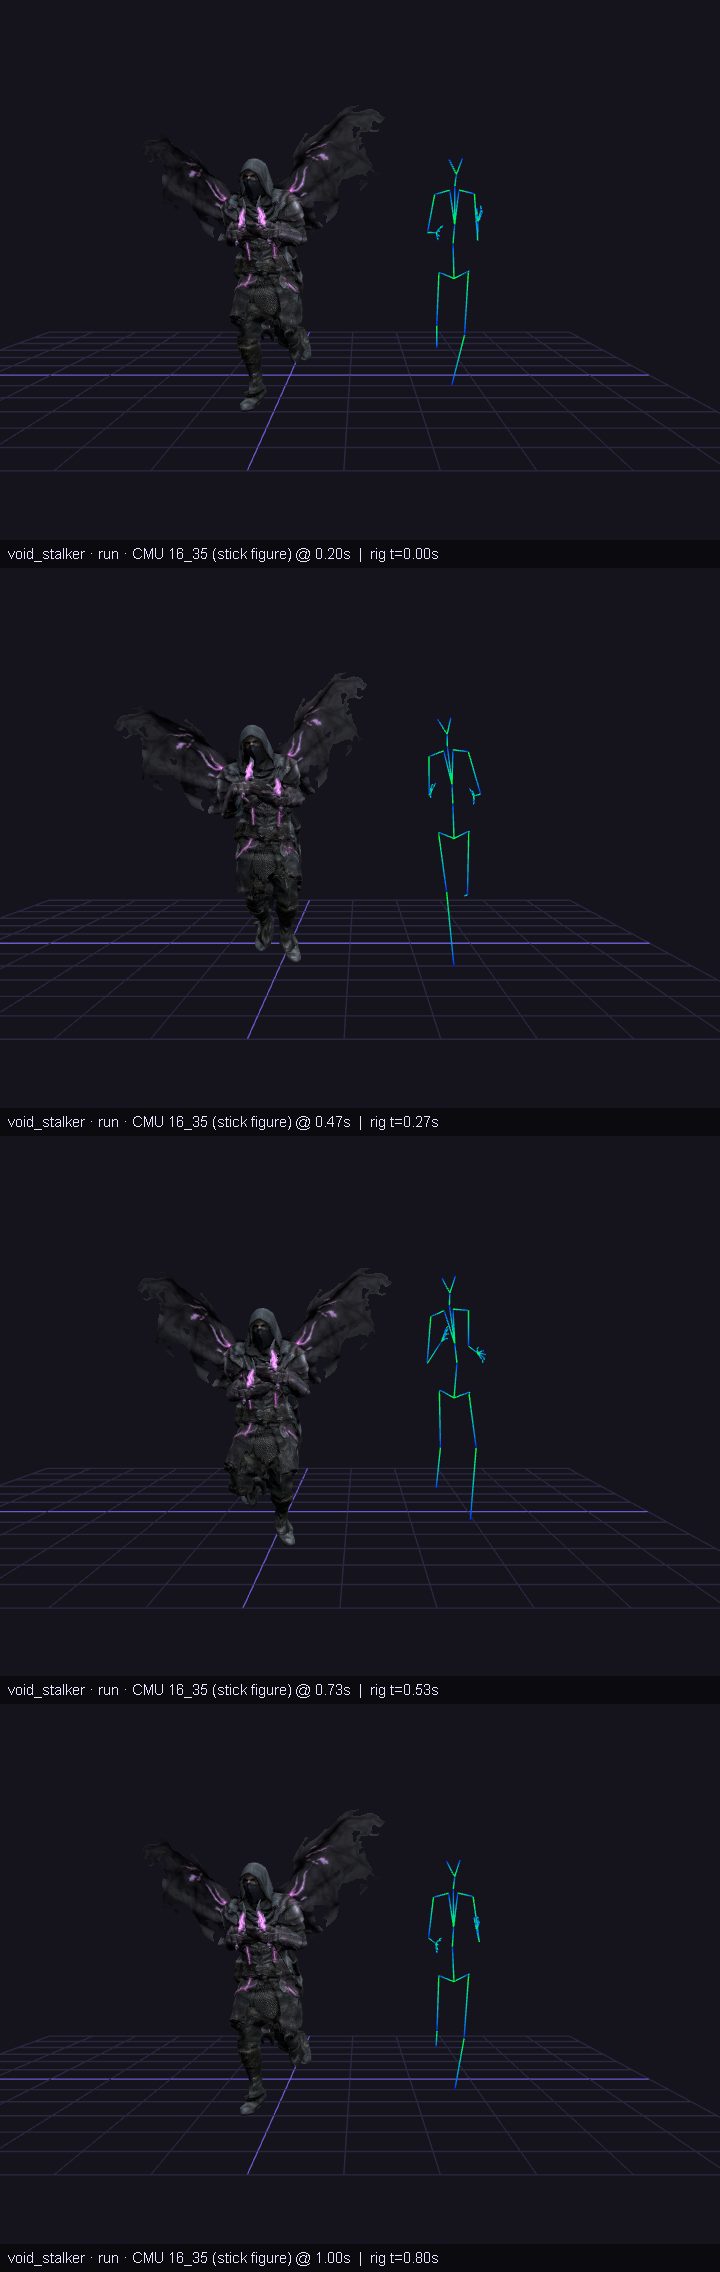 void_stalker · run · CMU 16_35 (stick figure) @ 0.20s | rig t=0.00s
void_stalker · run · CMU 16_35 (stick figure) @ 0.47s | rig t=0.27s
void_stalker · run · CMU 16_35 (stick figure) @ 0.73s | rig t=0.53s
void_stalker · run · CMU 16_35 (stick figure) @ 1.00s | rig t=0.80s